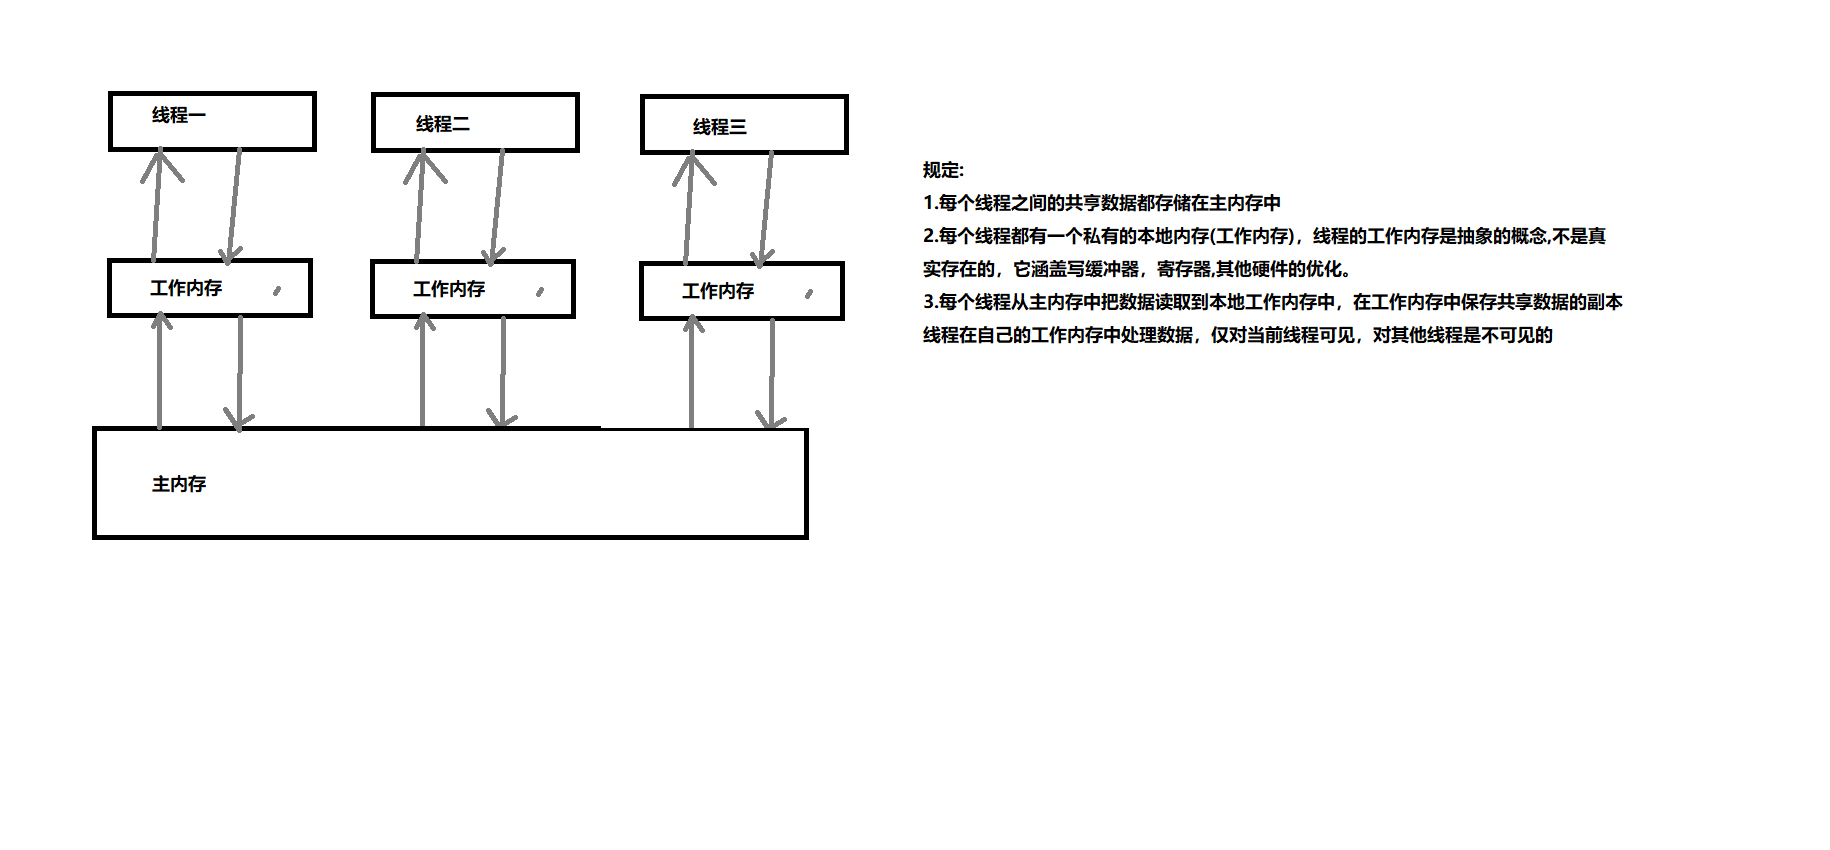 线程一
线程二
线程三
工作内存
工作内存
工作内存
主内存
规定:
1.每个线程之间的共享数据都存储在主内存中
2.每个线程都有一个私有的本地内存(工作内存)，线程的工作内存是抽象的概念,不是真
实存在的，它涵盖写缓冲器，寄存器,其他硬件的优化。
3.每个线程从主内存中把数据读取到本地工作内存中，在工作内存中保存共享数据的副本
线程在自己的工作内存中处理数据，仅对当前线程可见，对其他线程是不可见的